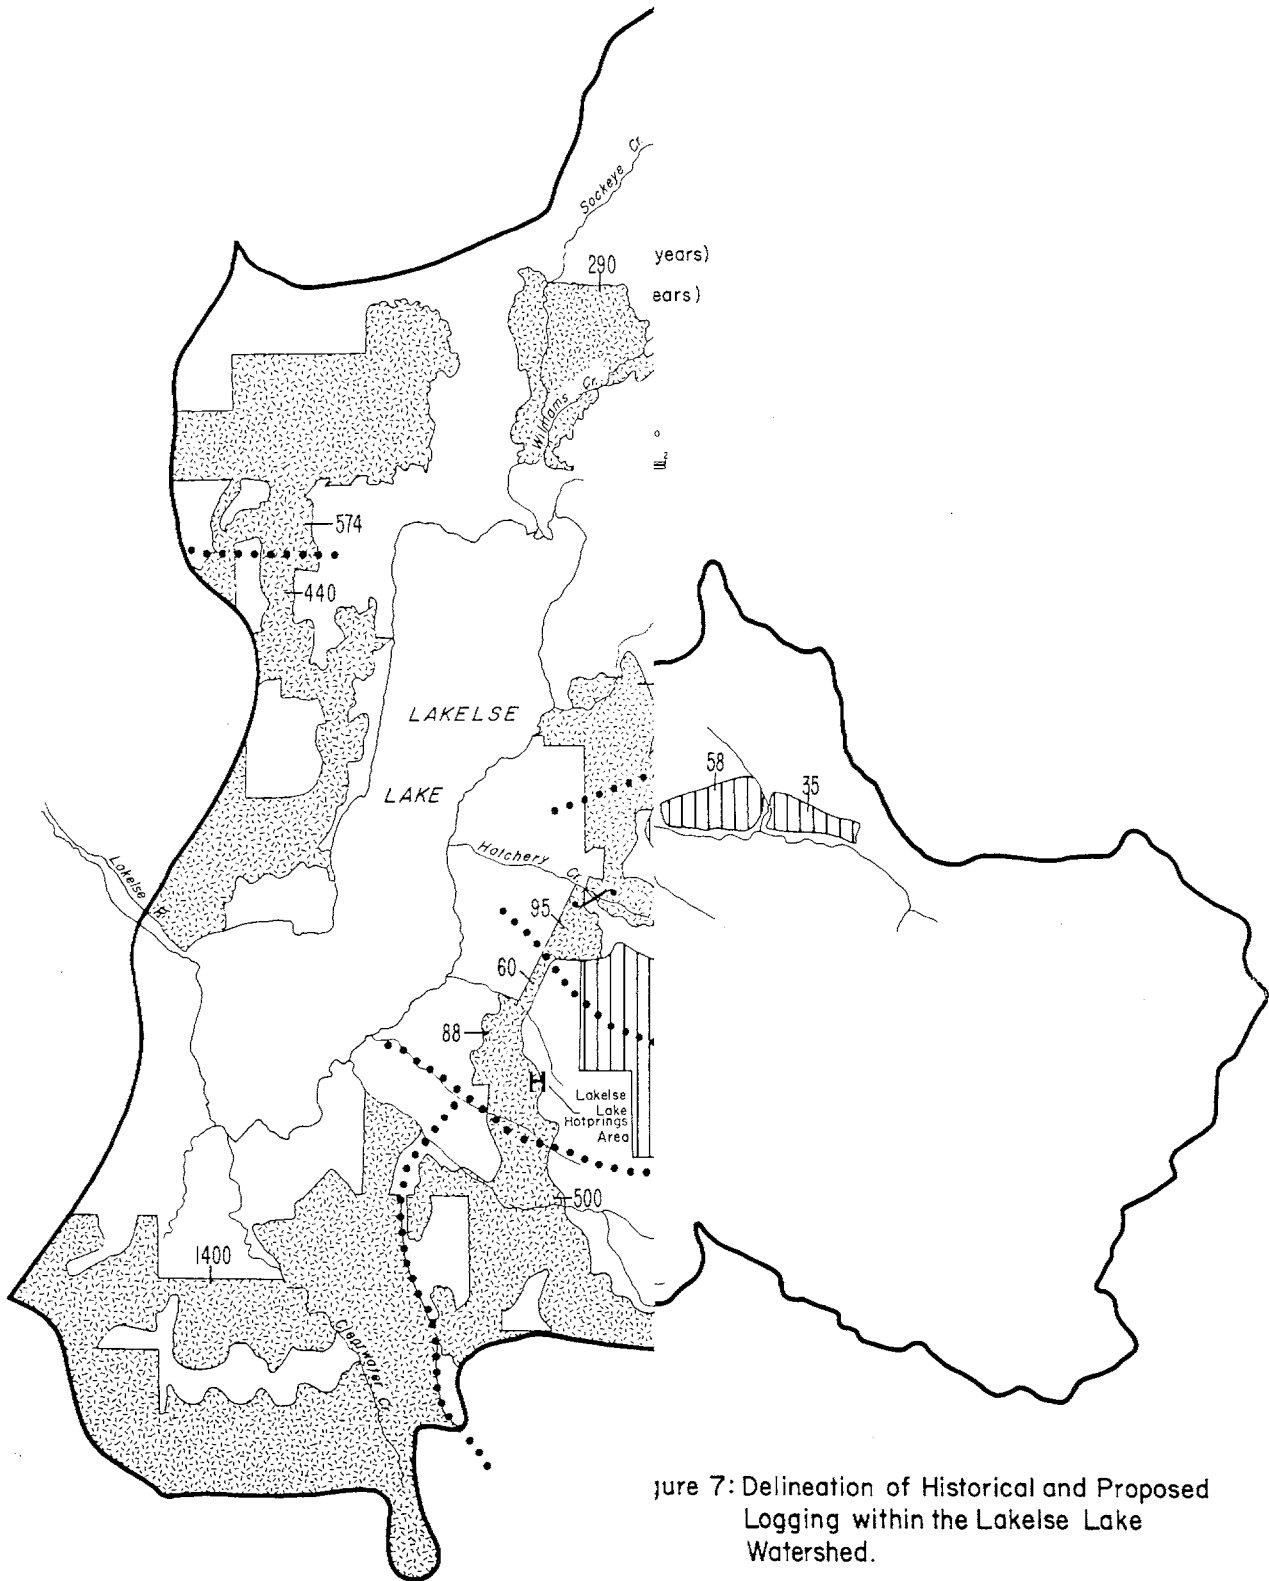 Sockeye Cr.
years)
290
ears)
Williams Cr.
o
2
574
440
LAKELSE
LAKE
58
35
Lakelse R.
Hatchery Cr.
95
60
88
H
Lakelse
Lake
Hotprings
Area
500
1400
Clearwater Cr.
jure 7: Delineation of Historical and Proposed
Logging within the Lakelse Lake
Watershed.